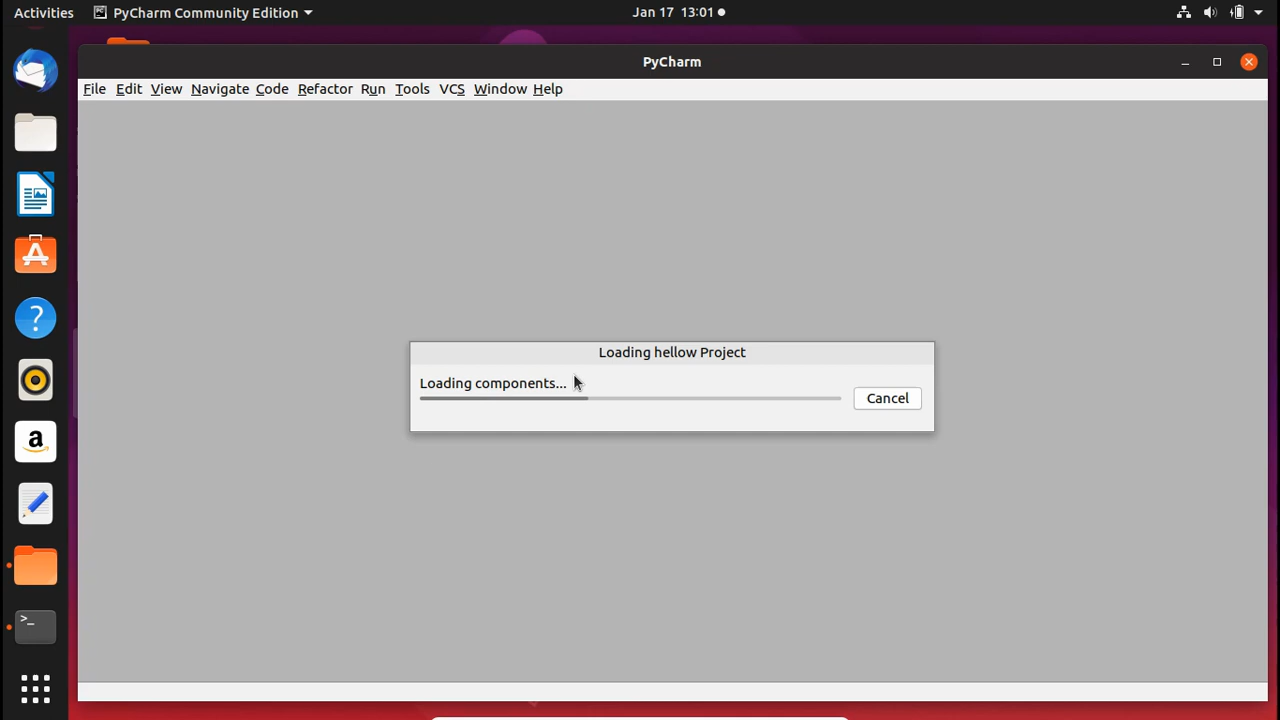 Activities PyCharm Community Edition Jan 17 13:01
PyCharm
File Edit View Navigate Code Refactor Run Tools VCS Window Help
Loading hellow Project
Loading components...
Cancel